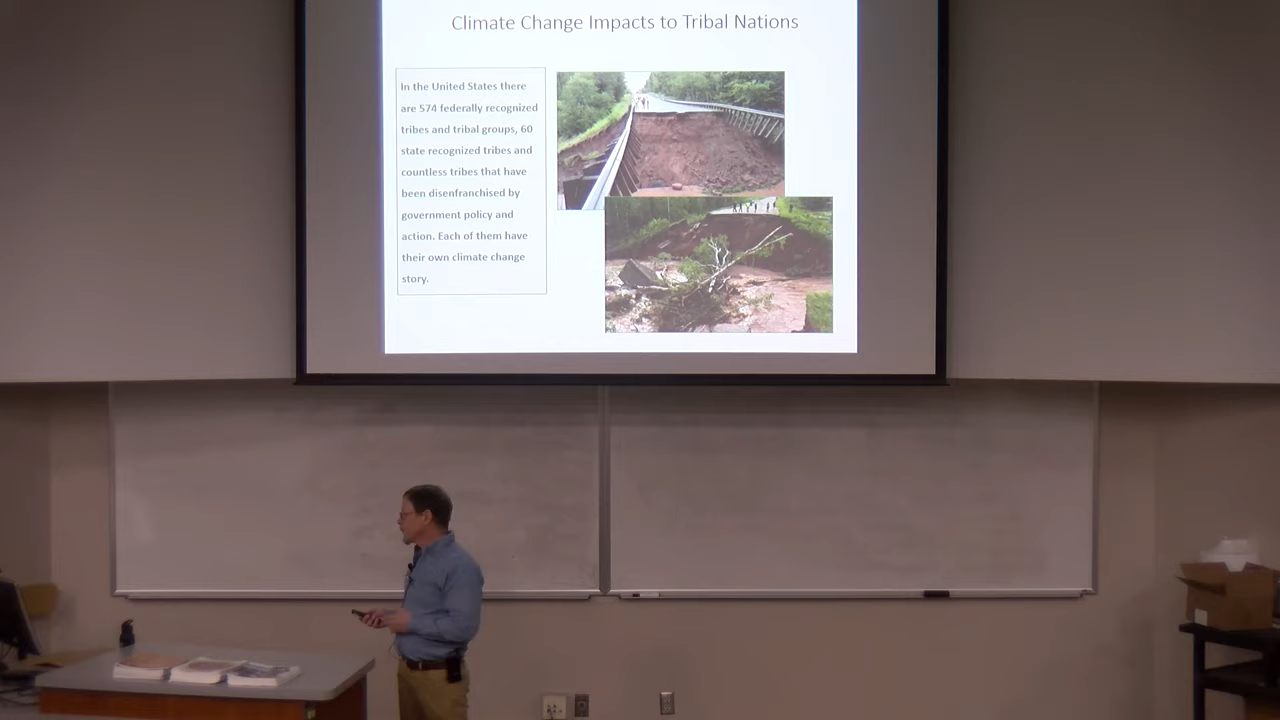 Climate Change Impacts to Tribal Nations
In the United States there
are 574 federally recognized
tribes and tribal groups, 60
state recognized tribes and
countless tribes that have
been disenfranchised by
government policy and
action. Each of them have
their own climate change
story.